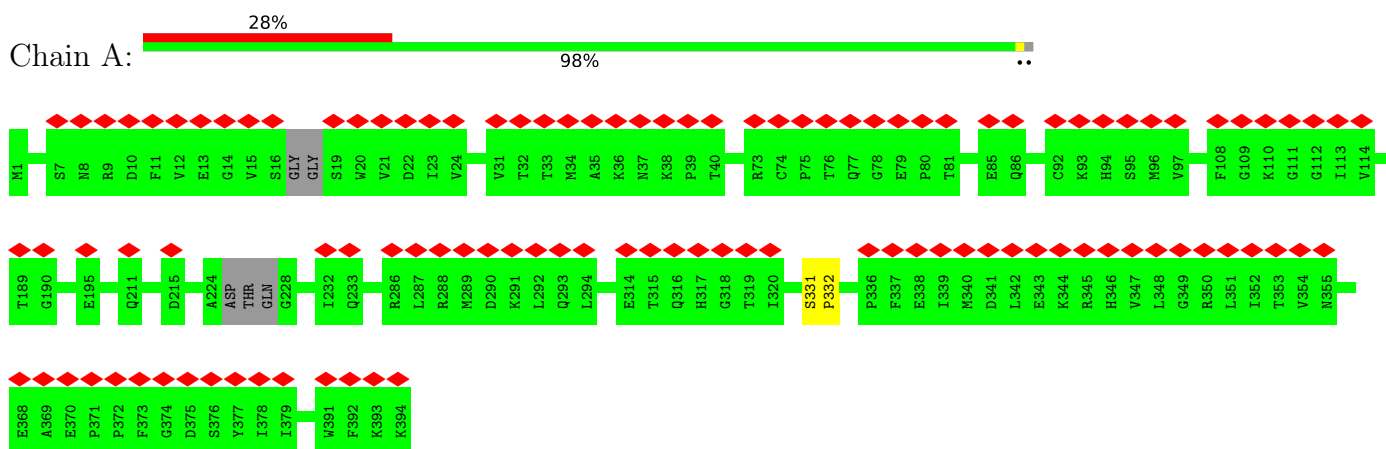 28%
Chain A:
98%
••
M1 S7 N8 R9 D10 F11 V12 E13 G14 V15 S16 GLY GLY S19 W20 V21 D22 I23 V24 V31 T32 T33 M34 A35 K36 N37 K38 P39 T40 R73 C74 P75 T76 Q77 G78 E79 P80 T81 E85 Q86 C92 K93 H94 S95 M96 V97 F108 G109 K110 G111 G112 I113 V114
T189 G190 E195 Q211 D215 A224 ASP THR GLN G228 I232 Q233 R286 L287 R288 M289 D290 K291 L292 Q293 L294 E314 T315 Q316 H317 G318 T319 I320 S331 P332 P336 F337 E338 I339 M340 D341 L342 E343 K344 R345 H346 V347 L348 G349 R350 L351 I352 T353 V354 N355
E368 A369 E370 P371 P372 F373 G374 D375 S376 Y377 I378 I379 W391 F392 K393 K394